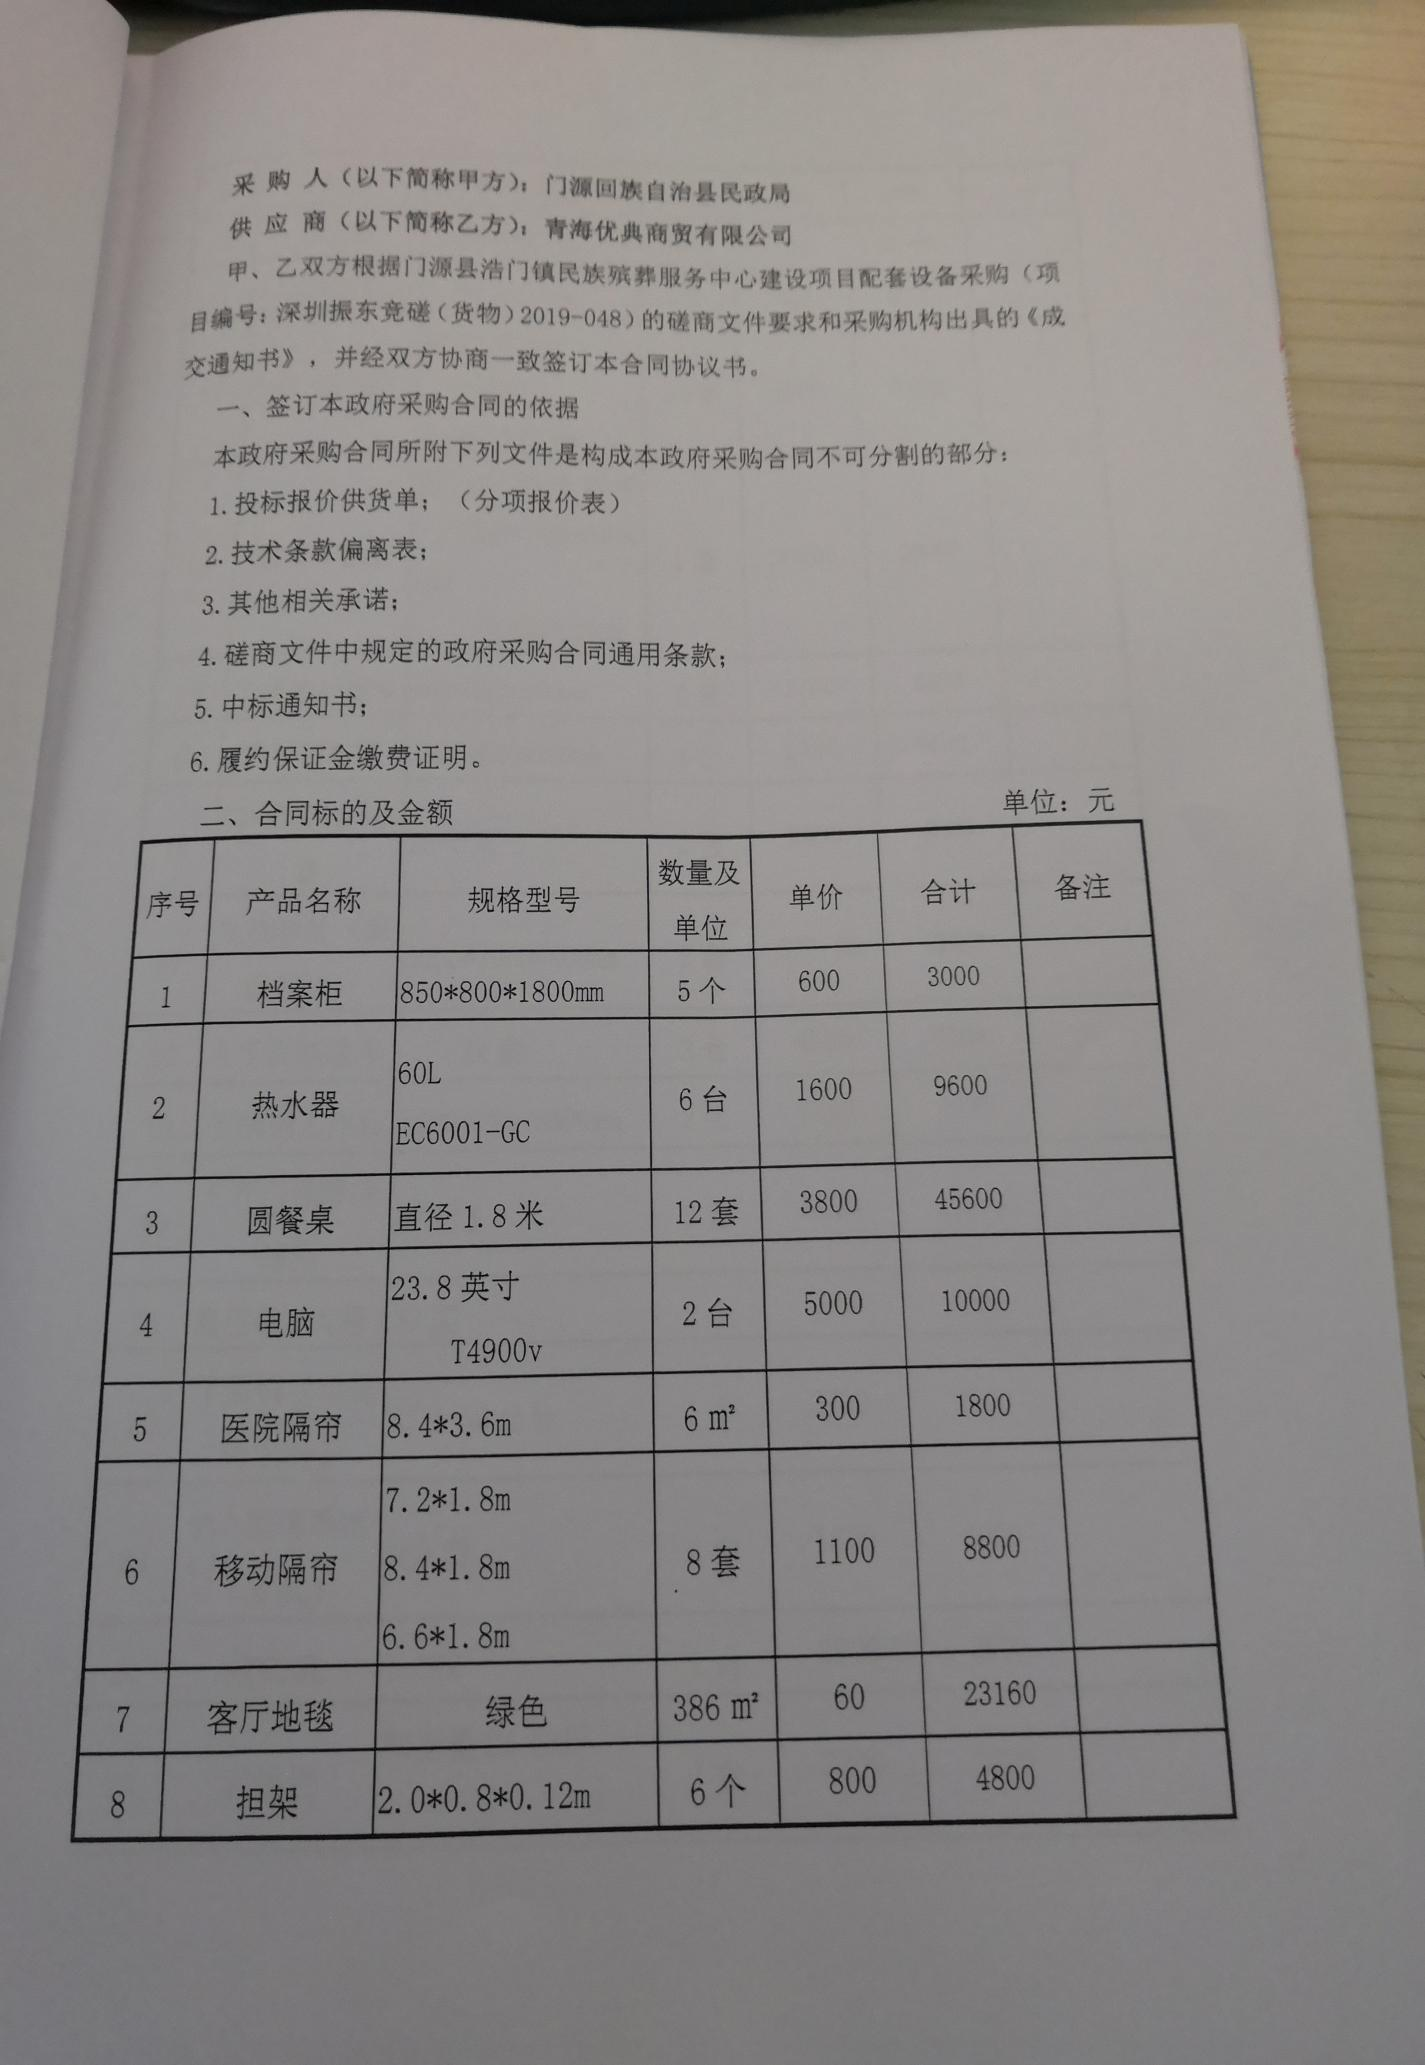 采 购 人（以下简称甲方）：门源回族自治县民政局
供 应 商（以下简称乙方）：青海优典商贸有限公司
甲、乙双方根据门源县浩门镇民族殡葬服务中心建设项目配套设备采购（项
目编号：深圳振东竞磋（货物）2019-048）的磋商文件要求和采购机构出具的《成
交通知书》，并经双方协商一致签订本合同协议书。
一、签订本政府采购合同的依据
本政府采购合同所附下列文件是构成本政府采购合同不可分割的部分：
1.投标报价供货单；（分项报价表）
2.技术条款偏离表；
3.其他相关承诺；
4.磋商文件中规定的政府采购合同通用条款；
5.中标通知书；
6.履约保证金缴费证明。
二、合同标的及金额 单位：元
序号 产品名称 规格型号 数量及 单价 合计 备注
单位
1 档案柜 850*800*1800mm 5个 600 3000
2 热水器 60L 6台 1600 9600
EC6001-GC
3 圆餐桌 直径1.8米 12套 3800 45600
4 电脑 23.8英寸 2台 5000 10000
T4900v
5 医院隔帘 8.4*3.6m 6㎡ 300 1800
6 移动隔帘 7.2*1.8m 8套 1100 8800
8.4*1.8m
6.6*1.8m
7 客厅地毯 绿色 386㎡ 60 23160
8 担架 2.0*0.8*0.12m 6个 800 4800